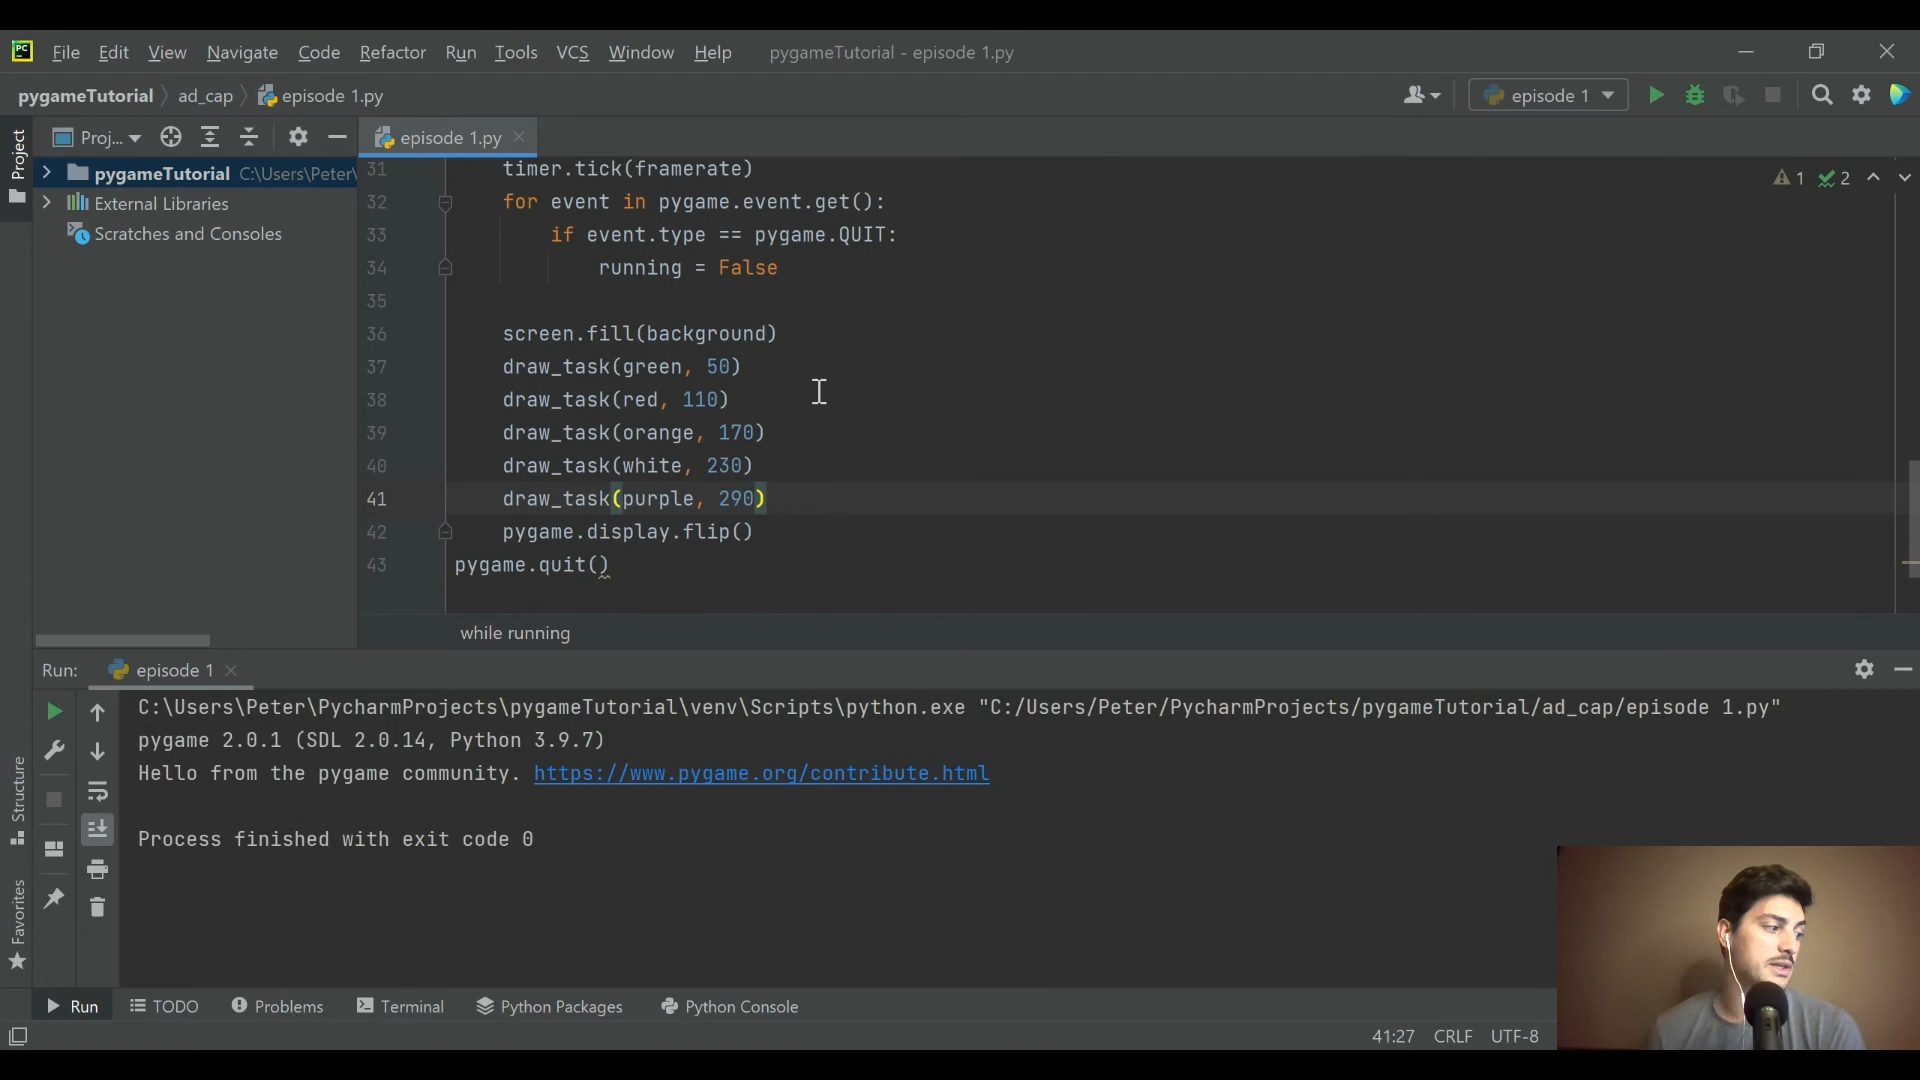 PC File Edit View Navigate Code Refactor Run Tools VCS Window Help pygameTutorial - episode 1.py
pygameTutorial ad_cap episode 1.py episode 1
Project
Proj... episode 1.py
pygameTutorial C:\Users\Peter\
External Libraries
Scratches and Consoles
1 2
31 timer.tick(framerate)
32 for event in pygame.event.get():
33 if event.type == pygame.QUIT:
34 running = False
35
36 screen.fill(background)
37 draw_task(green, 50)
38 draw_task(red, 110)
39 draw_task(orange, 170)
40 draw_task(white, 230)
41 draw_task(purple, 290)
42 pygame.display.flip()
43 pygame.quit()
while running
Run: episode 1
C:\Users\Peter\PycharmProjects\pygameTutorial\venv\Scripts\python.exe "C:/Users/Peter/PycharmProjects/pygameTutorial/ad_cap/episode 1.py"
pygame 2.0.1 (SDL 2.0.14, Python 3.9.7)
Hello from the pygame community. https://www.pygame.org/contribute.html
Process finished with exit code 0
Structure
Favorites
Run TODO Problems Terminal Python Packages Python Console
41:27 CRLF UTF-8